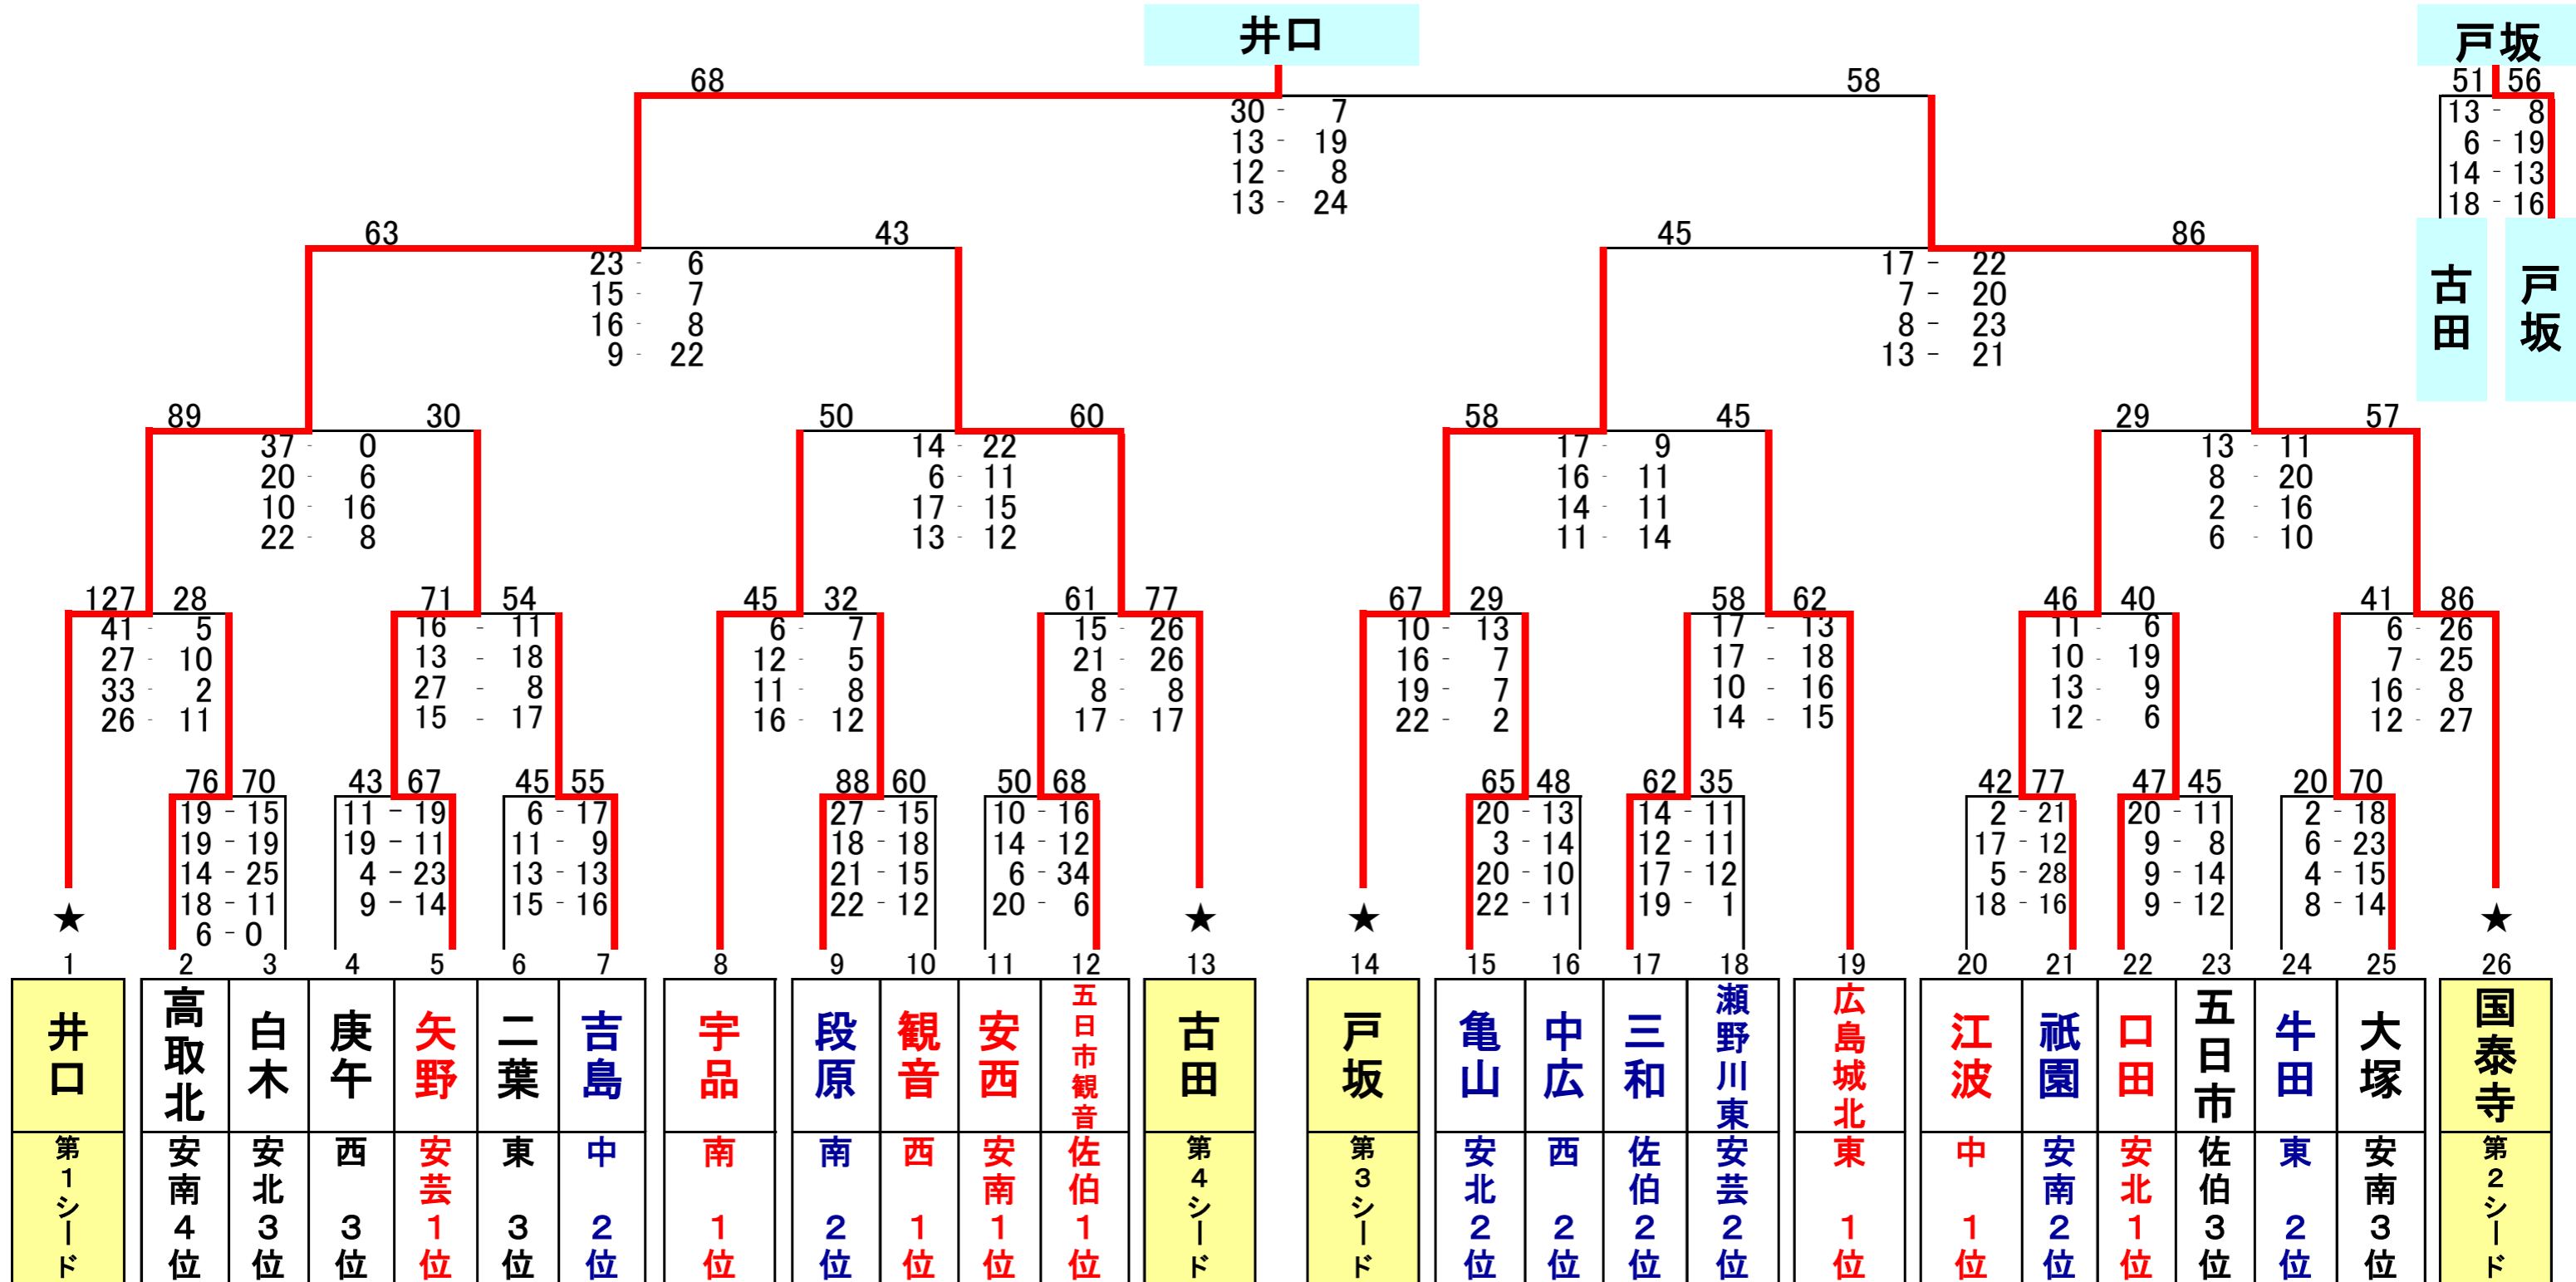 井口
戸坂
68 58
51 56
30 - 7
13 - 19
12 - 8
13 - 24
13 - 8
6 - 19
14 - 13
18 - 16
古田 戸坂
63 43 45 86
23 - 6 17 - 22
15 - 7 7 - 20
16 - 8 8 - 23
9 - 22 13 - 21
89 30 50 60 58 45 29 57
37 - 0 14 - 22 17 - 9 13 - 11
20 - 6 6 - 11 16 - 11 8 - 20
10 - 16 17 - 15 14 - 11 2 - 16
22 - 8 13 - 12 11 - 14 6 - 10
127 28 71 54 45 32 61 77 67 29 58 62 46 40 41 86
41 - 5 16 - 11 6 - 7 15 - 26 10 - 13 17 - 13 11 - 6 6 - 26
27 - 10 13 - 18 12 - 5 21 - 26 16 - 7 17 - 18 10 - 19 7 - 25
33 - 2 27 - 8 11 - 8 8 - 8 19 - 7 10 - 16 13 - 9 16 - 8
26 - 11 15 - 17 16 - 12 17 - 17 22 - 2 14 - 15 12 - 6 12 - 27
76 70 43 67 45 55 88 60 50 68 65 48 62 35 42 77 47 45 20 70
19 - 15 11 - 19 6 - 17 27 - 15 10 - 16 20 - 13 14 - 11 2 - 21 20 - 11 2 - 18
19 - 19 19 - 11 11 - 9 18 - 18 14 - 12 3 - 14 12 - 11 17 - 12 9 - 8 6 - 23
14 - 25 4 - 23 13 - 13 21 - 15 6 - 34 20 - 10 17 - 12 5 - 28 9 - 14 4 - 15
18 - 11 9 - 14 15 - 16 22 - 12 20 - 6 22 - 11 19 - 1 18 - 16 9 - 12 8 - 14
6 - 0
★ ★ ★ ★
1 2 3 4 5 6 7 8 9 10 11 12 13 14 15 16 17 18 19 20 21 22 23 24 25 26
井口 高取北 白木 庚午 矢野 二葉 吉島 宇品 段原 観音 安西 五日市観音 古田 戸坂 亀山 中広 三和 瀬野川東 広島城北 江波 祇園 口田 五日市 牛田 大塚 国泰寺
第1シード 安南4位 安北3位 西3位 安芸1位 東3位 中2位 南1位 南2位 西1位 安南1位 佐伯1位 第4シード 第3シード 安北2位 西2位 佐伯2位 安芸2位 東1位 中1位 安南2位 安北1位 佐伯3位 東2位 安南3位 第2シード